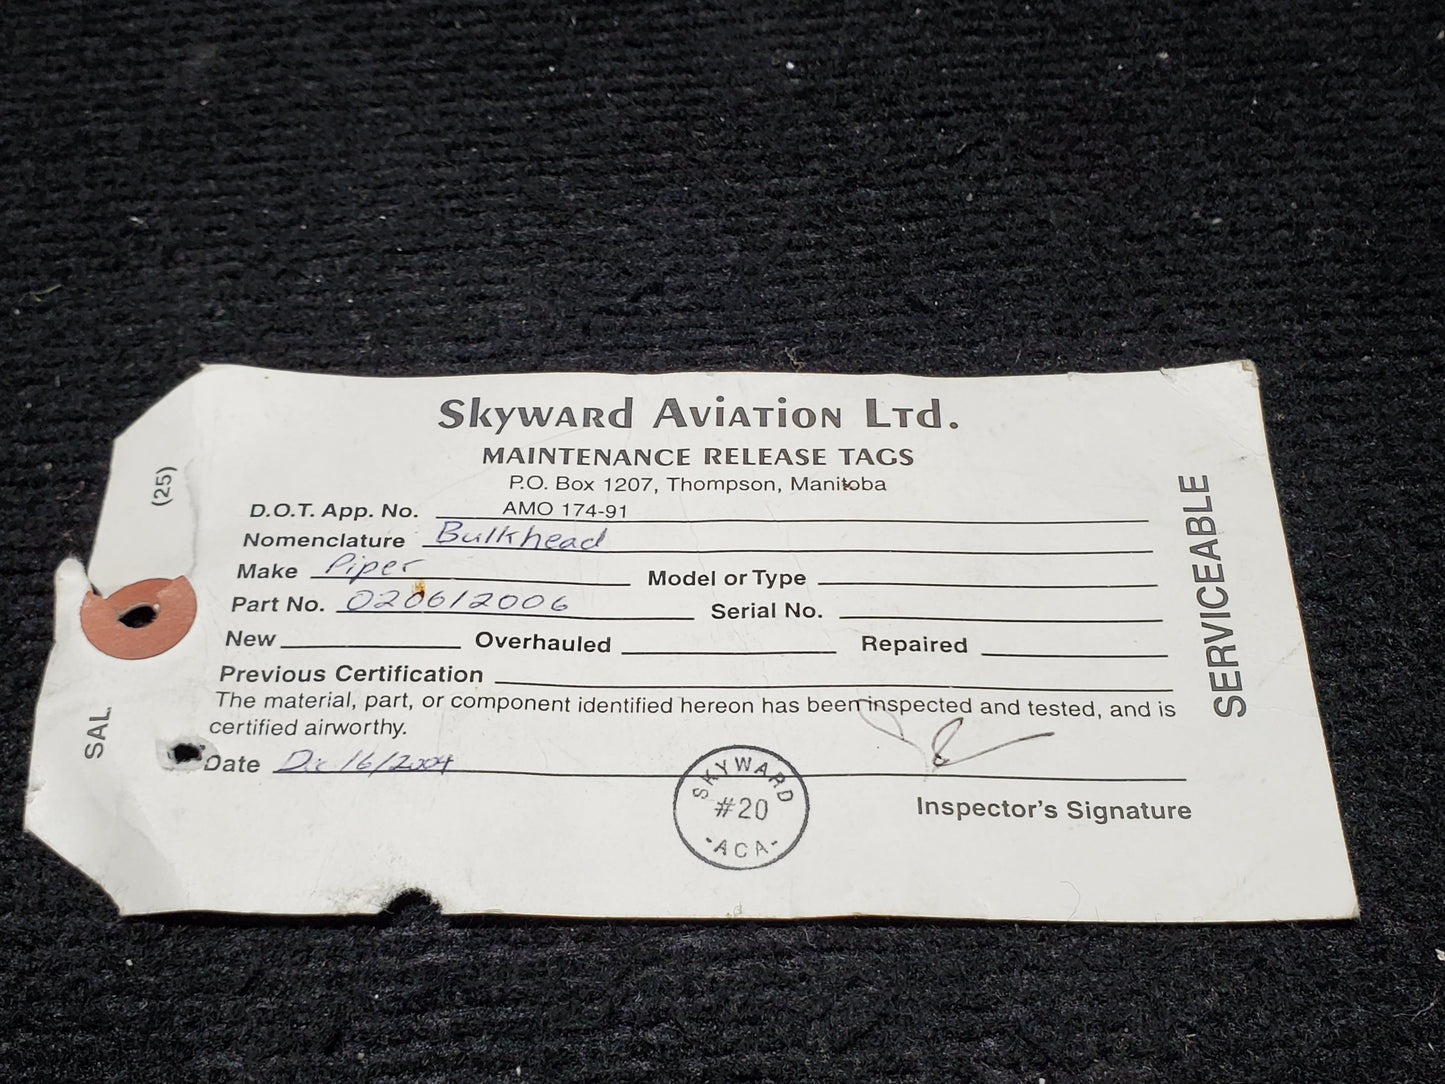 Skyward Aviation Ltd.
MAINTENANCE RELEASE TAGS
P.O. Box 1207, Thompson, Manitoba
D.O.T. App. No. AMO 174-91
Nomenclature Bulkhead
Make Piper Model or Type
Part No. 020612006 Serial No.
New Overhauled Repaired
Previous Certification
The material, part, or component identified hereon has been inspected and tested, and is
certified airworthy.
Date Dec 16/2004
Inspector's Signature
SKYWARD
#20
-ACA-
SERVICEABLE
(25)
SAL